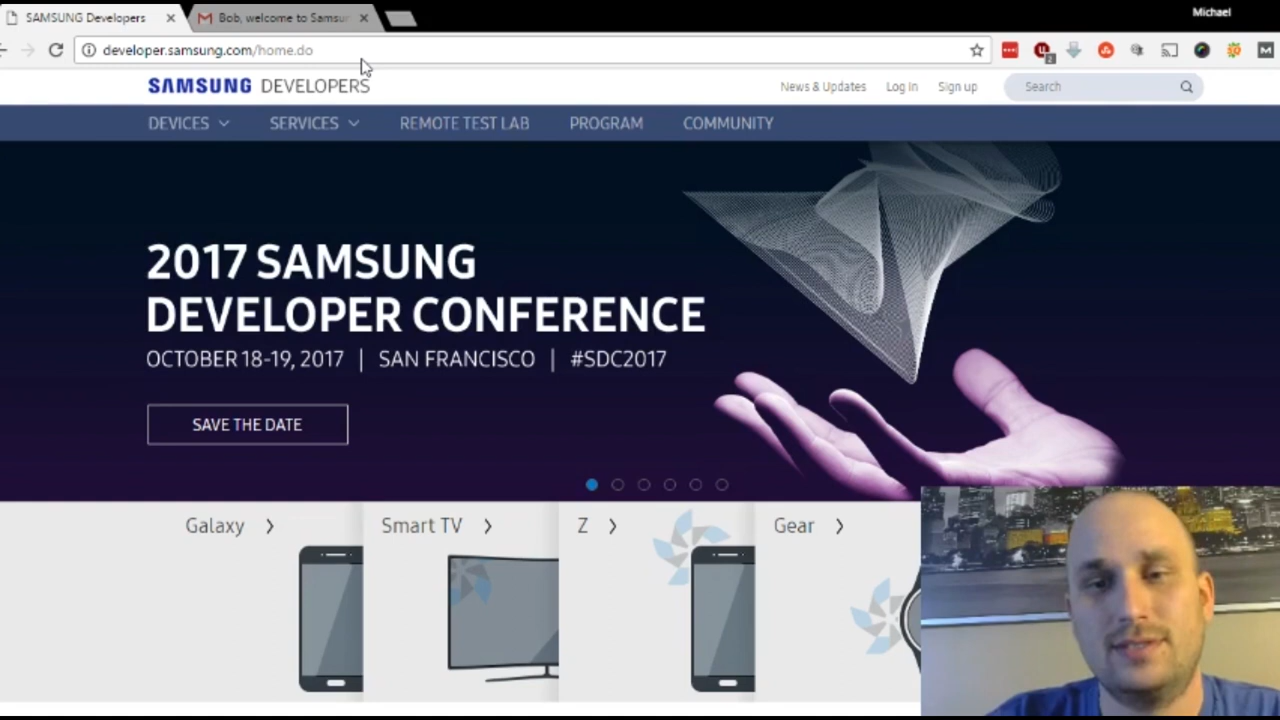 SAMSUNG Developers
Bob, welcome to Samsun
Michael
developer.samsung.com/home.do
SAMSUNG DEVELOPERS
News & Updates
Log In
Sign up
Search
DEVICES
SERVICES
REMOTE TEST LAB
PROGRAM
COMMUNITY
2017 SAMSUNG
DEVELOPER CONFERENCE
OCTOBER 18-19, 2017 | SAN FRANCISCO | #SDC2017
SAVE THE DATE
Galaxy
Smart TV
Z
Gear